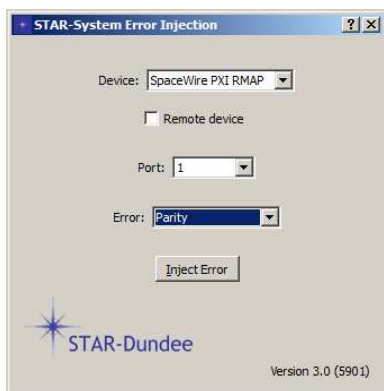 STAR-System Error Injection
Device: SpaceWire PXI RMAP
Remote device
Port: 1
Error: Parity
Inject Error
STAR-Dundee
Version 3.0 (5901)